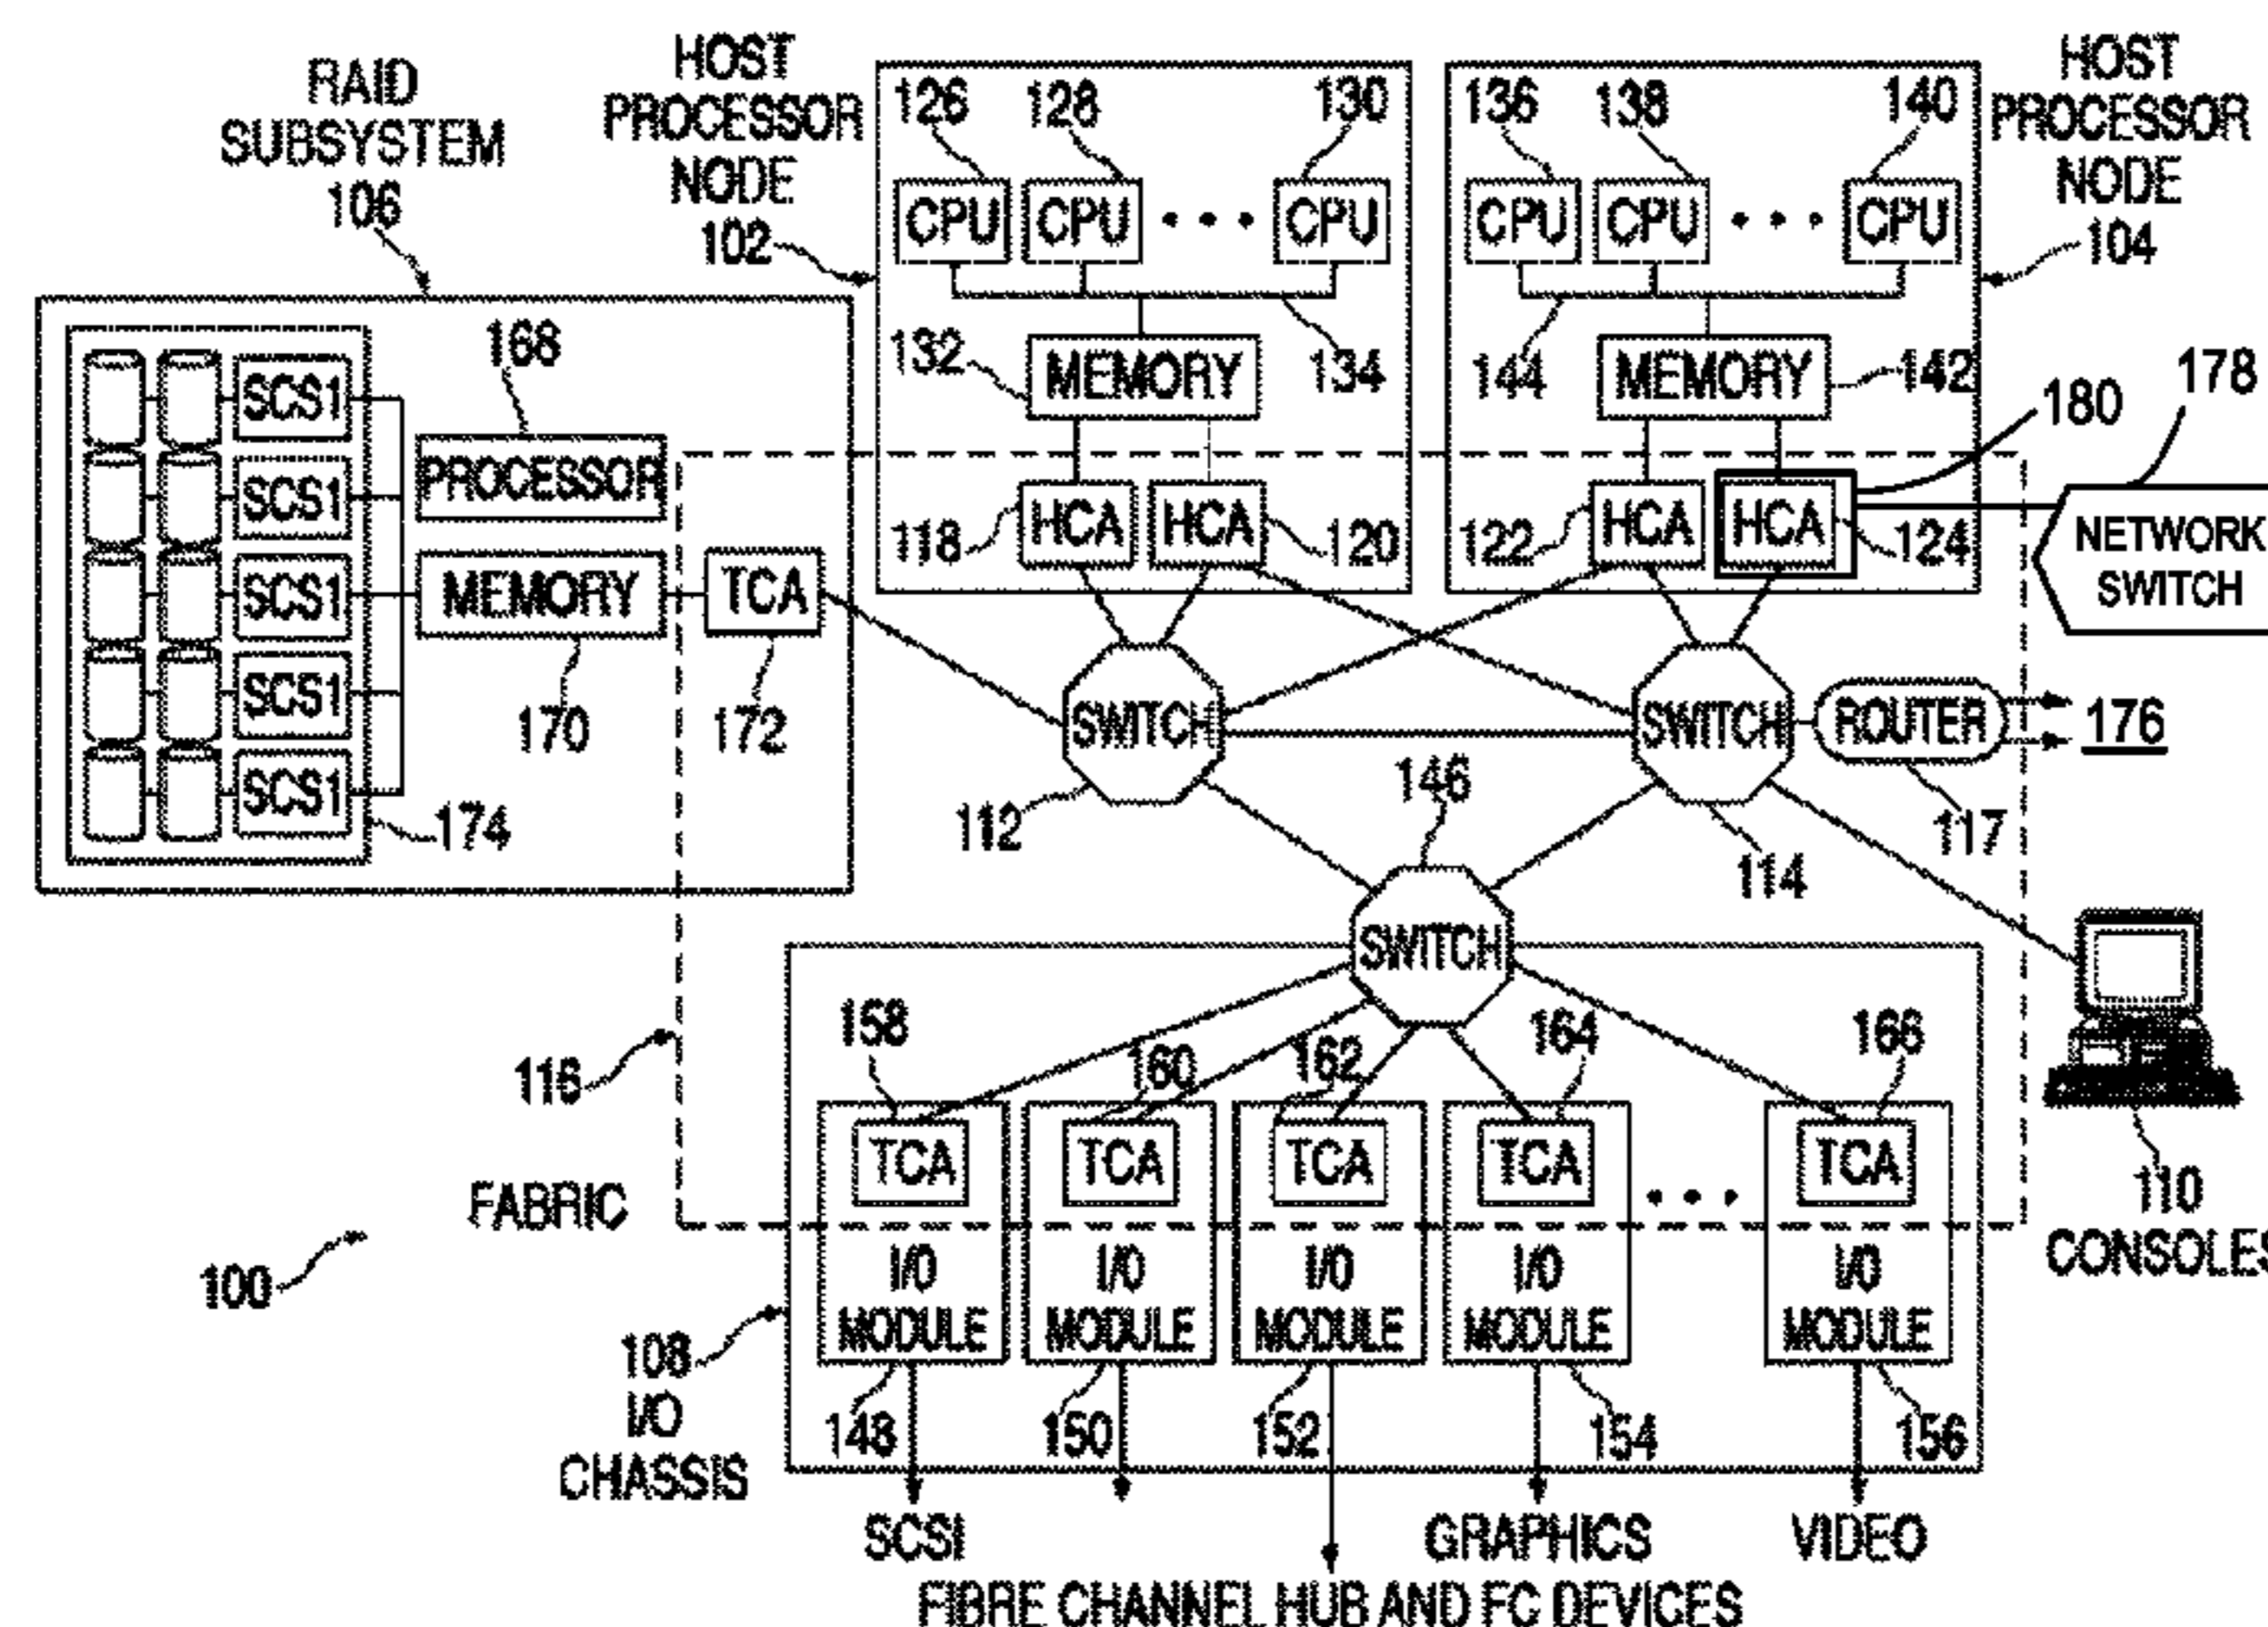 RAID
SUBSYSTEM
106
HOST
PROCESSOR
NODE
102
126
128
130
CPU
CPU
• • •
CPU
132
MEMORY
134
118
HCA
HCA
120
136
138
140
CPU
CPU
• • •
CPU
144
MEMORY
142
122
HCA
HCA
124
HOST
PROCESSOR
NODE
104
180
178
NETWORK
SWITCH
SCS1
SCS1
SCS1
SCS1
SCS1
174
168
PROCESSOR
MEMORY
170
TCA
172
SWITCH
112
SWITCH
114
ROUTER
117
176
146
SWITCH
116
FABRIC
100
110
CONSOLES
158
160
162
164
166
TCA
TCA
TCA
TCA
• • •
TCA
I/O
MODULE
I/O
MODULE
I/O
MODULE
I/O
MODULE
I/O
MODULE
108
I/O
CHASSIS
148
150
152
154
156
SCSI
GRAPHICS
VIDEO
FIBRE CHANNEL HUB AND FC DEVICES